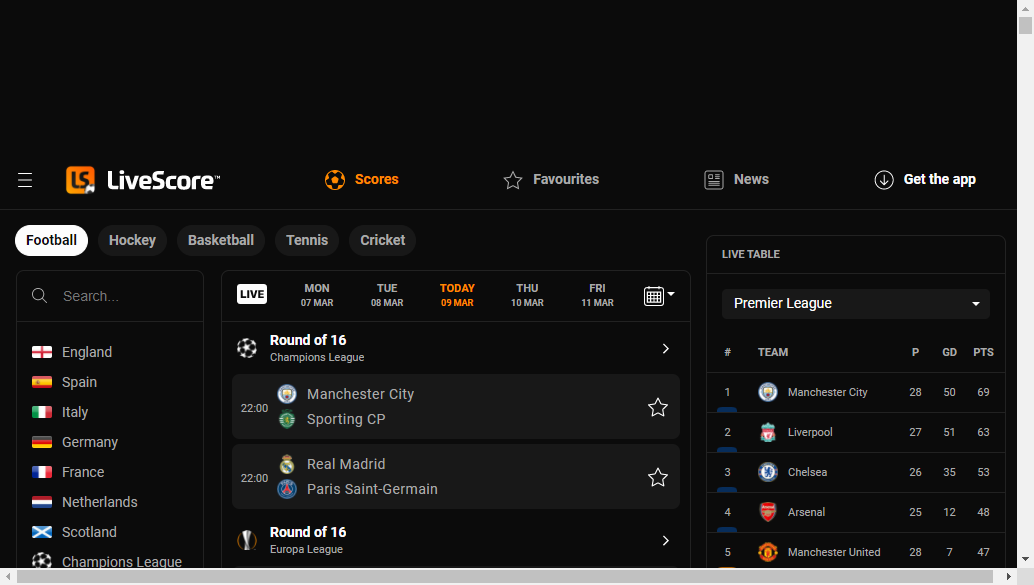 LS LiveScore™
Scores
Favourites
News
Get the app
Football
Hockey
Basketball
Tennis
Cricket
Search...
England
Spain
Italy
Germany
France
Netherlands
Scotland
Champions League
LIVE
MON
07 MAR
TUE
08 MAR
TODAY
09 MAR
THU
10 MAR
FRI
11 MAR
Round of 16
Champions League
22:00
Manchester City
Sporting CP
22:00
Real Madrid
Paris Saint-Germain
Round of 16
Europa League
LIVE TABLE
Premier League
# TEAM P GD PTS
1 Manchester City 28 50 69
2 Liverpool 27 51 63
3 Chelsea 26 35 53
4 Arsenal 25 12 48
5 Manchester United 28 7 47